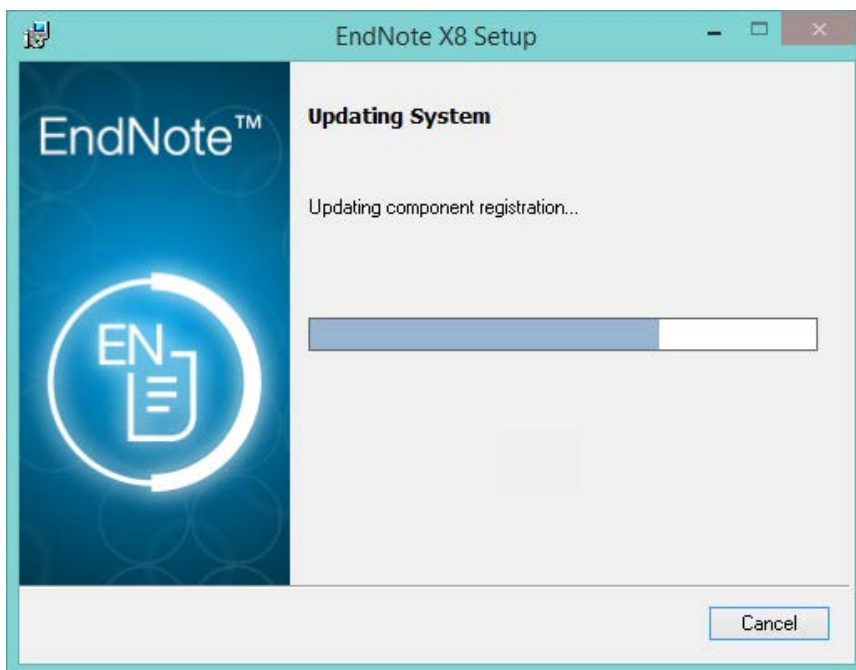 EndNote X8 Setup
EndNote™
Updating System
Updating component registration...
EN
Cancel